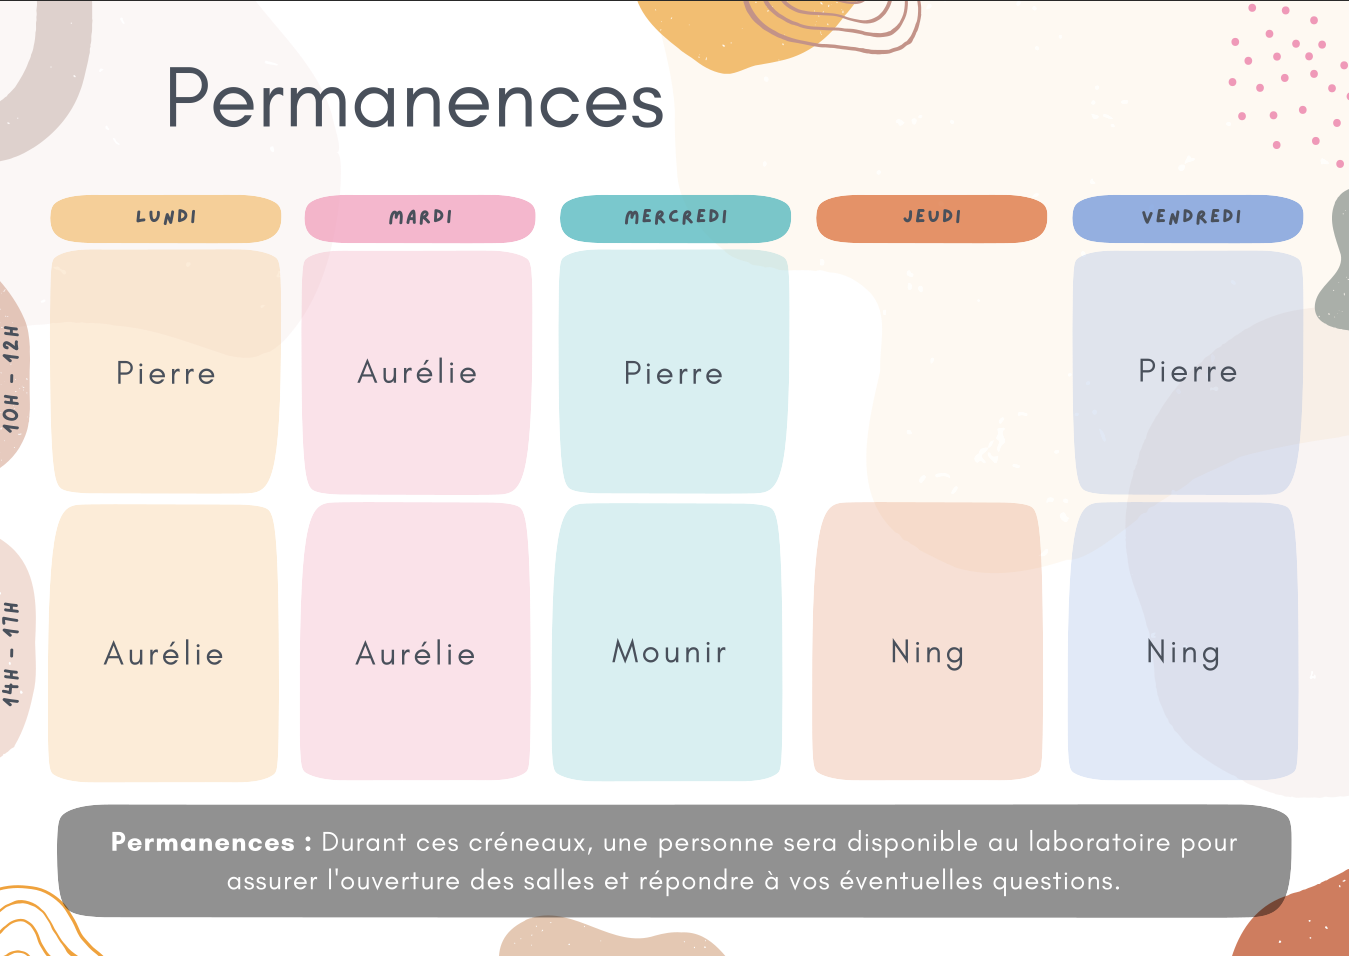 Permanences
LUNDI
MARDI
MERCREDI
JEUDI
VENDREDI
10H - 12H
Pierre
Aurélie
Pierre
Pierre
14H - 17H
Aurélie
Aurélie
Mounir
Ning
Ning
Permanences : Durant ces créneaux, une personne sera disponible au laboratoire pour
assurer l'ouverture des salles et répondre à vos éventuelles questions.